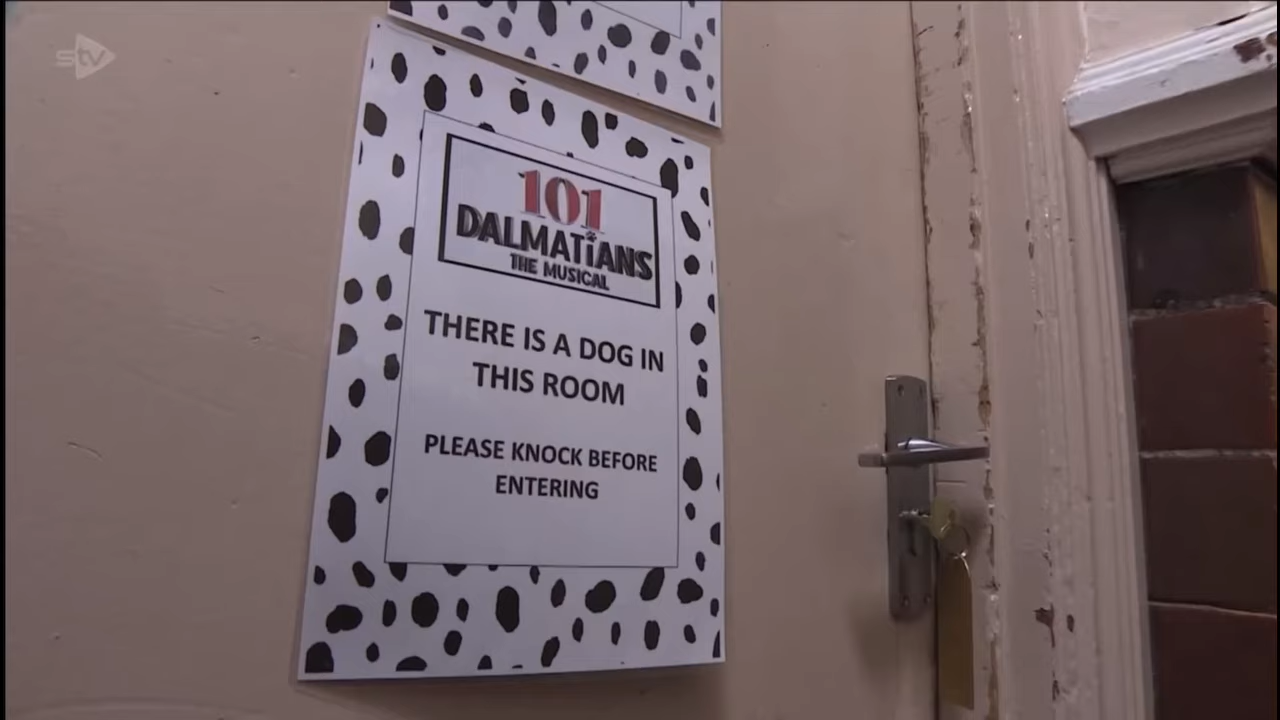 stv
101
DALMATiANS
THE MUSICAL
THERE IS A DOG IN
THIS ROOM
PLEASE KNOCK BEFORE
ENTERING